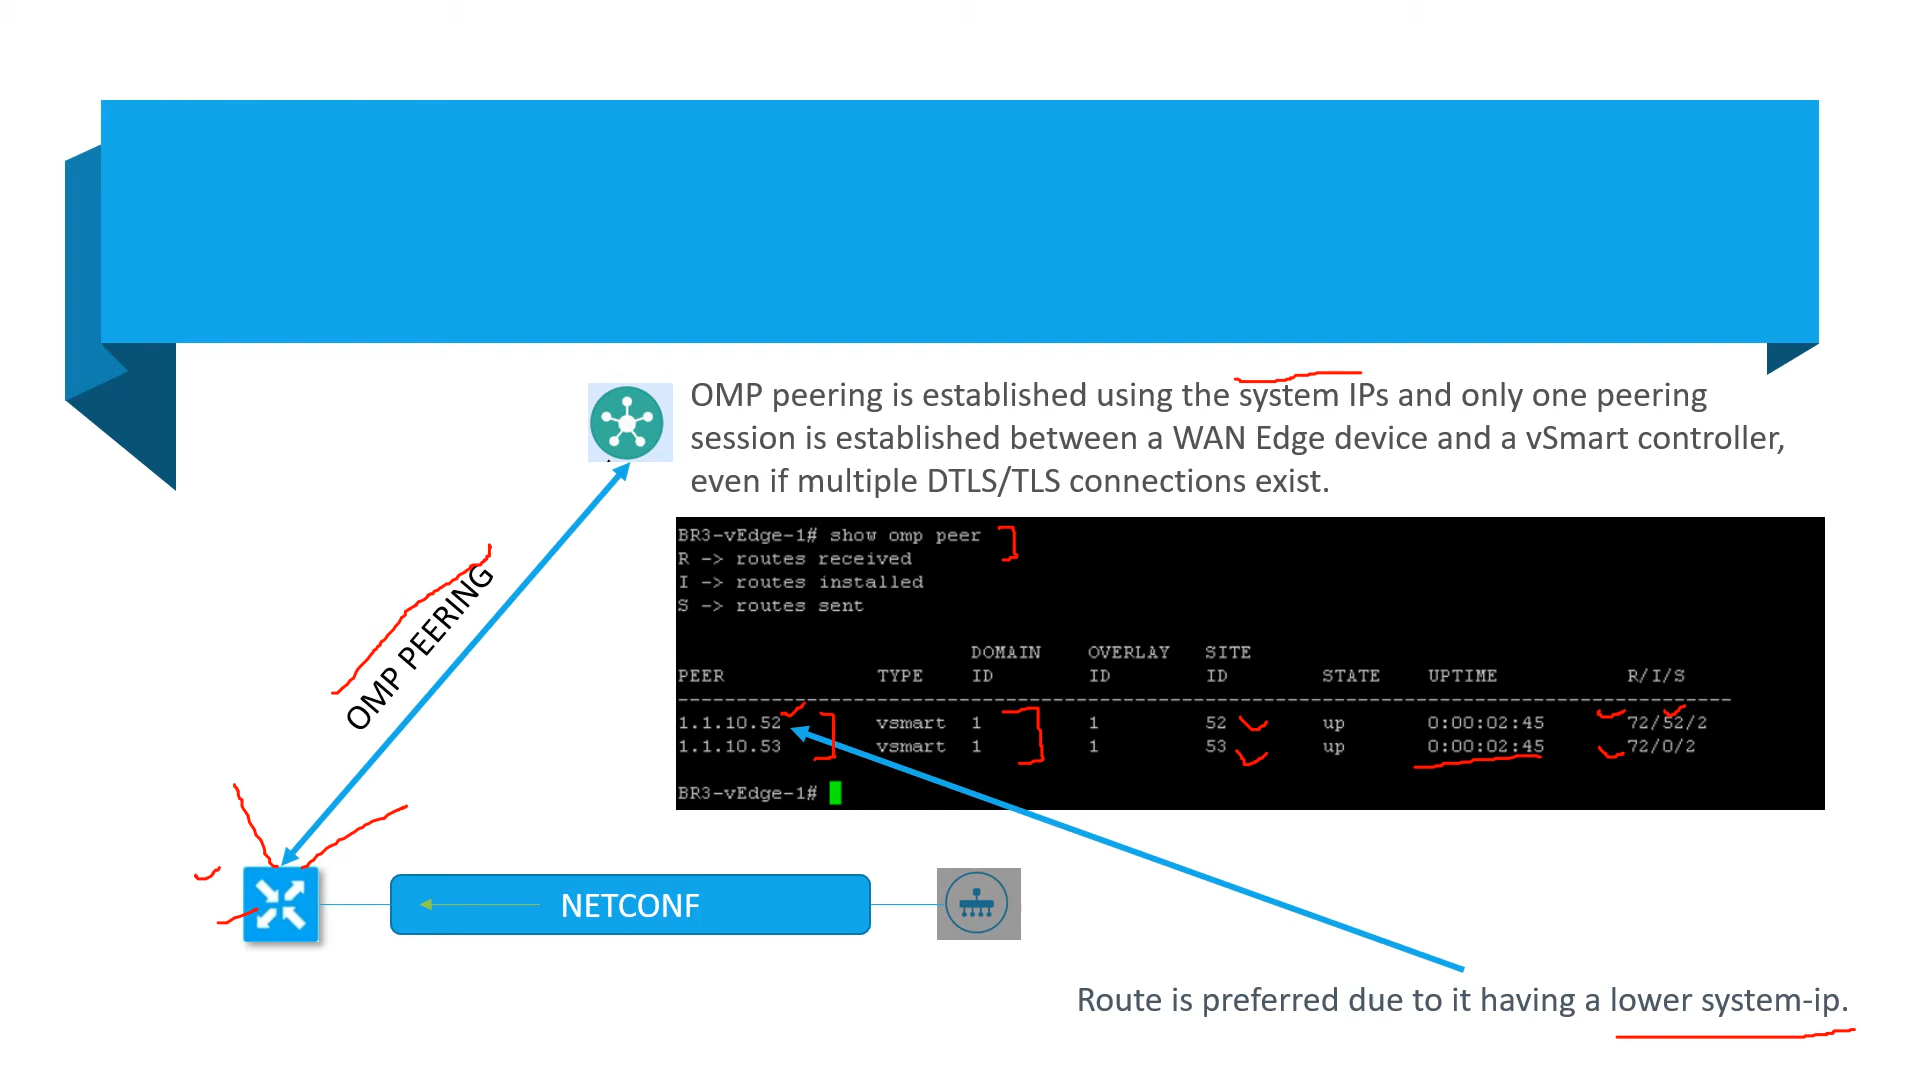 OMP peering is established using the system IPs and only one peering
session is established between a WAN Edge device and a vSmart controller,
even if multiple DTLS/TLS connections exist.
OMP PEERING
BR3-vEdge-1# show omp peer
R -> routes received
I -> routes installed
S -> routes sent
DOMAIN OVERLAY SITE
PEER TYPE ID ID ID STATE UPTIME R/I/S
------------------------------------------------------------------------------------------
1.1.10.52 vsmart 1 1 52 up 0:00:02:45 72/52/2
1.1.10.53 vsmart 1 1 53 up 0:00:02:45 72/0/2
BR3-vEdge-1#
NETCONF
Route is preferred due to it having a lower system-ip.